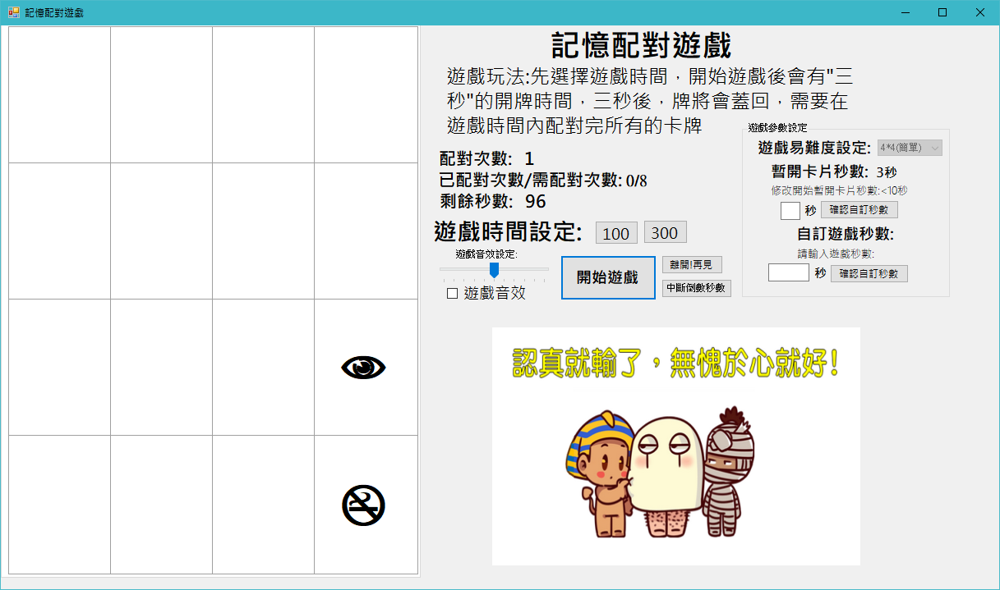 記憶配對遊戲
記憶配對遊戲
遊戲玩法:先選擇遊戲時間，開始遊戲後會有"三
秒"的開牌時間，三秒後，牌將會蓋回，需要在
遊戲時間內配對完所有的卡牌
配對次數: 1
已配對次數/需配對次數: 0/8
剩餘秒數: 96
遊戲時間設定: 100 300
遊戲音效設定:
遊戲音效
開始遊戲
離開!再見
中斷倒數秒數
遊戲參數設定
遊戲易難度設定: 4*4(簡單)
暫開卡片秒數: 3秒
修改開始暫開卡片秒數:<10秒
秒 確認自訂秒數
自訂遊戲秒數:
請輸入遊戲秒數:
秒 確認自訂秒數
認真就輸了，無愧於心就好!